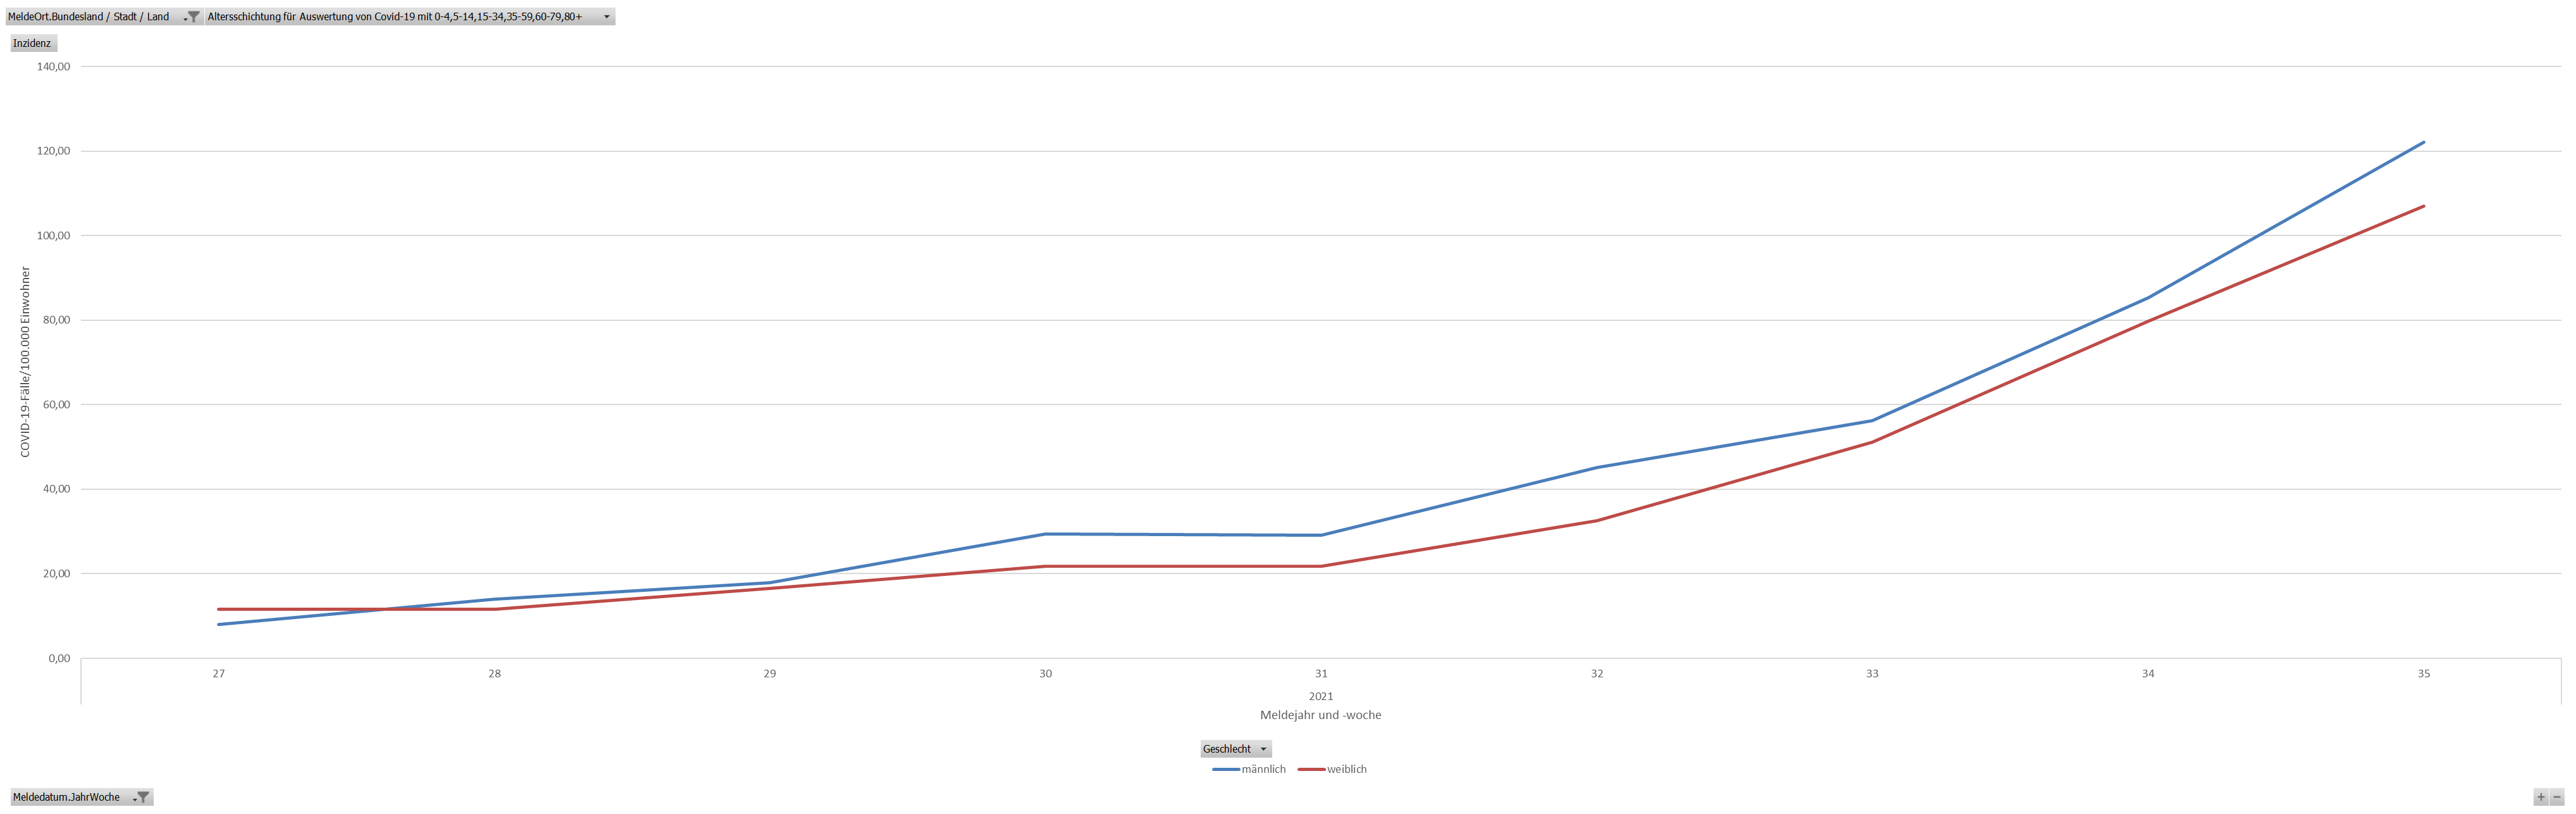 MeldeOrt.Bundesland / Stadt / Land
Altersschichtung für Auswertung von Covid-19 mit 0-4,5-14,15-34,35-59,60-79,80+
Inzidenz
140,00
120,00
100,00
80,00
60,00
40,00
20,00
0,00
COVID-19-Fälle/100.000 Einwohner
27 28 29 30 31 32 33 34 35
2021
Meldejahr und -woche
Geschlecht
männlich weiblich
Meldedatum.JahrWoche